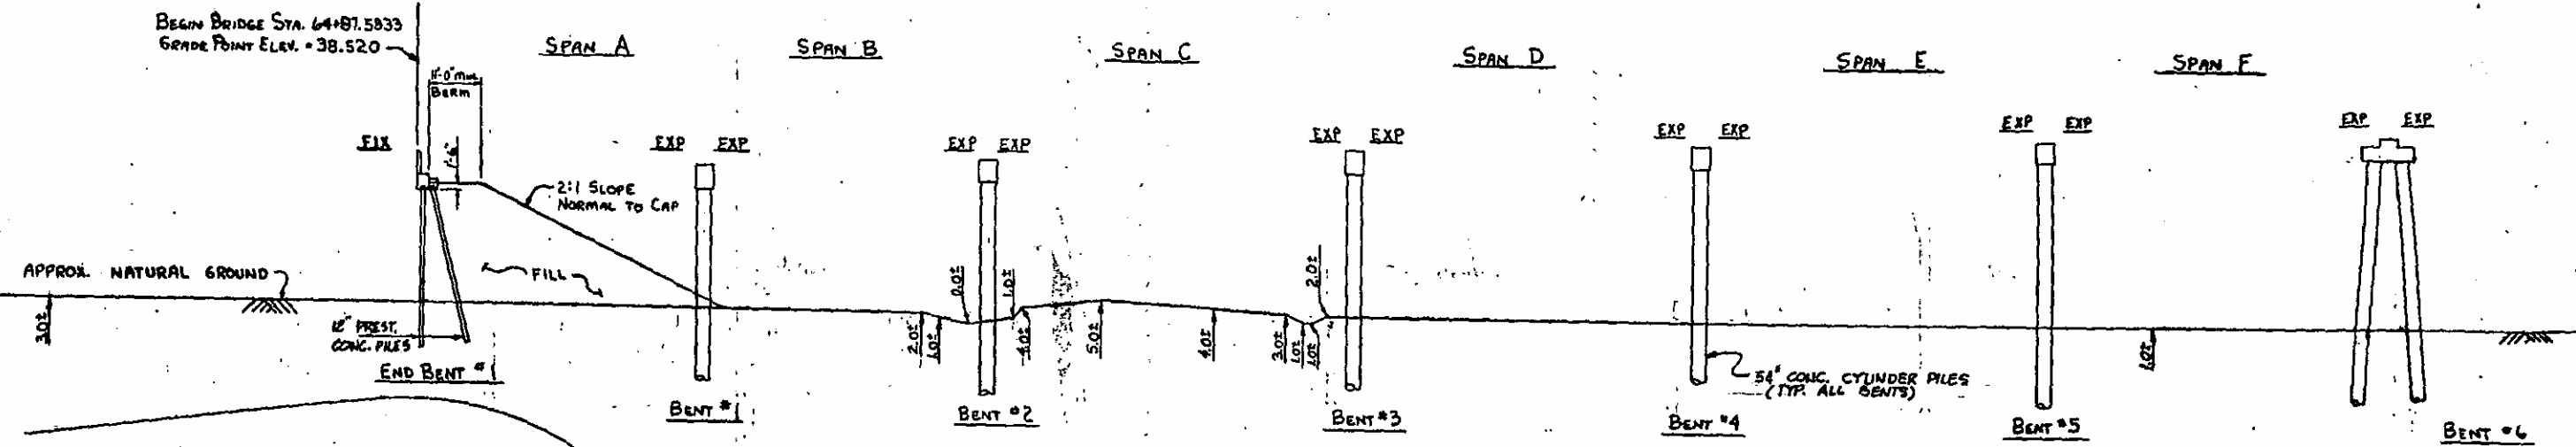 BEGIN BRIDGE STA. 64+87.5833
GRADE POINT ELEV. = 38.520
SPAN A
SPAN B
SPAN C
SPAN D
SPAN E
SPAN F
BERM
FIX
1'-6"
EXP EXP
EXP EXP
EXP EXP
EXP EXP
EXP EXP
EXP EXP
2:1 SLOPE
NORMAL TO CAP
APPROX. NATURAL GROUND
FILL
3.0±
PREST.
CONC. PILES
2.0±
1.0±
0.0±
1.0±
4.0±
5.0±
4.0±
3.0±
1.0±
1.0±
2.0±
1.0±
54" CONC. CYLINDER PILES
(TYP. ALL BENTS)
END BENT #1
BENT #1
BENT #2
BENT #3
BENT #4
BENT #5
BENT #6